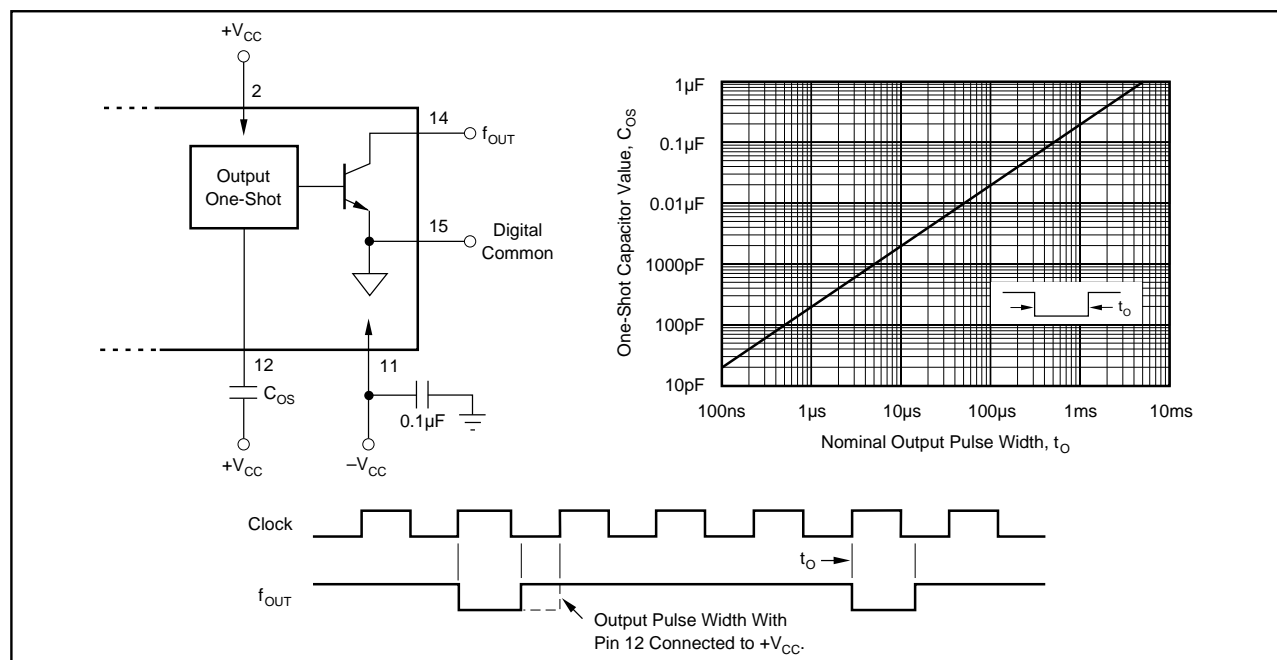 +VCC
2
14
fOUT
Output
One-Shot
15
Digital
Common
12
11
COS
0.1µF
+VCC
–VCC
One-Shot Capacitor Value, COS
1µF
0.1µF
0.01µF
1000pF
100pF
10pF
tO
100ns 1µs 10µs 100µs 1ms 10ms
Nominal Output Pulse Width, tO
Clock
tO
fOUT
Output Pulse Width With
Pin 12 Connected to +VCC.